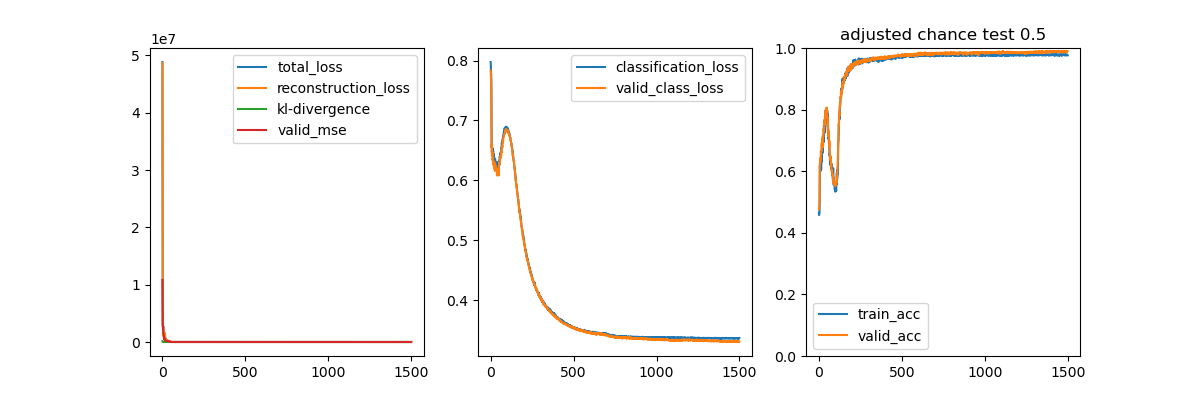 1e7
5
4
3
2
1
0
0
500
1000
1500
total_loss
reconstruction_loss
kl-divergence
valid_mse
0.8
0.7
0.6
0.5
0.4
0
500
1000
1500
classification_loss
valid_class_loss
adjusted chance test 0.5
1.0
0.8
0.6
0.4
0.2
0.0
0
500
1000
1500
train_acc
valid_acc